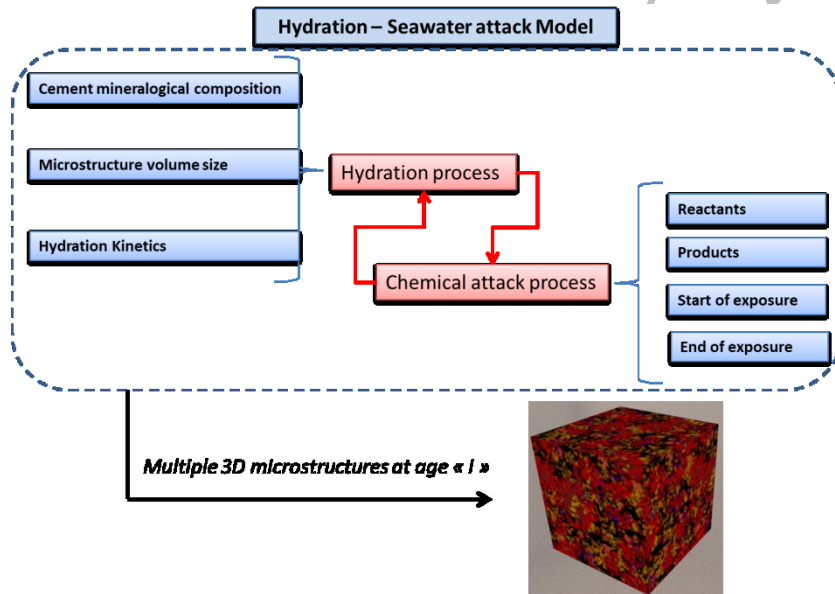 Hydration – Seawater attack Model
Cement mineralogical composition
Microstructure volume size
Hydration Kinetics
Hydration process
Chemical attack process
Reactants
Products
Start of exposure
End of exposure
Multiple 3D microstructures at age « i »